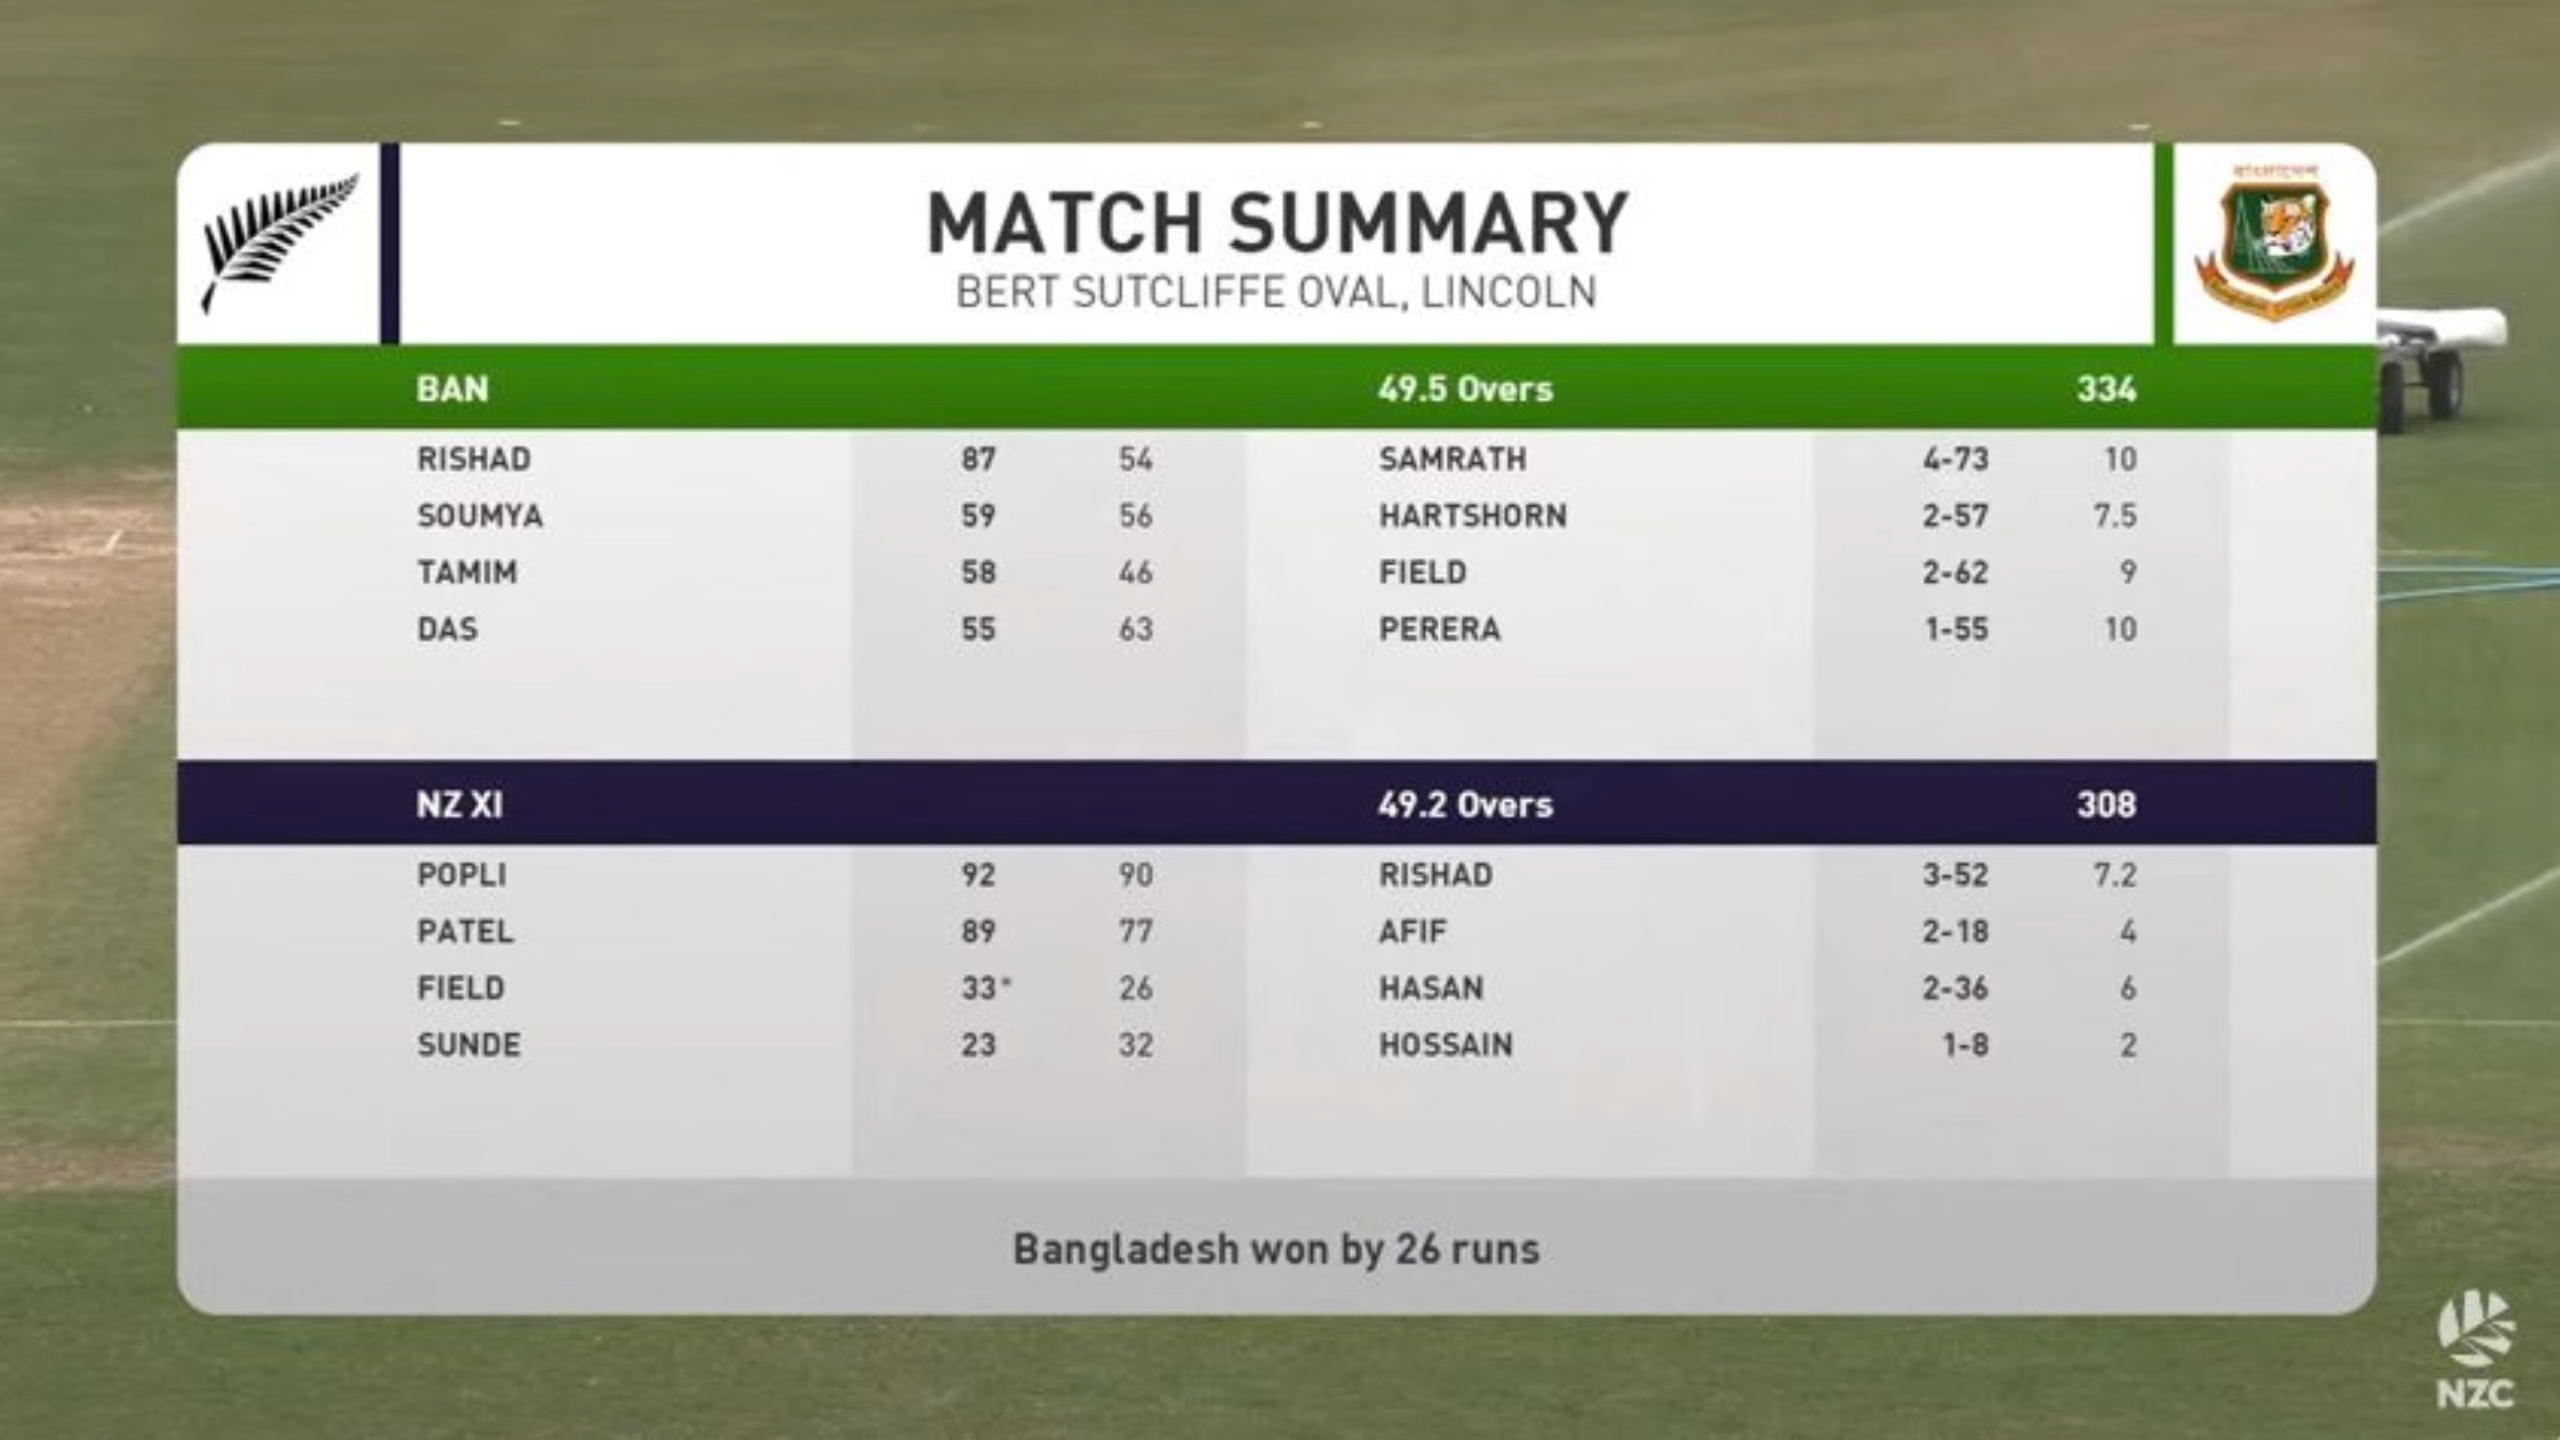 বাংলাদেশ
MATCH SUMMARY
BERT SUTCLIFFE OVAL, LINCOLN
BAN 49.5 Overs 334
RISHAD 87 54 SAMRATH 4-73 10
SOUMYA 59 56 HARTSHORN 2-57 7.5
TAMIM 58 46 FIELD 2-62 9
DAS 55 63 PERERA 1-55 10
NZ XI 49.2 Overs 308
POPLI 92 90 RISHAD 3-52 7.2
PATEL 89 77 AFIF 2-18 4
FIELD 33* 26 HASAN 2-36 6
SUNDE 23 32 HOSSAIN 1-8 2
Bangladesh won by 26 runs
NZC